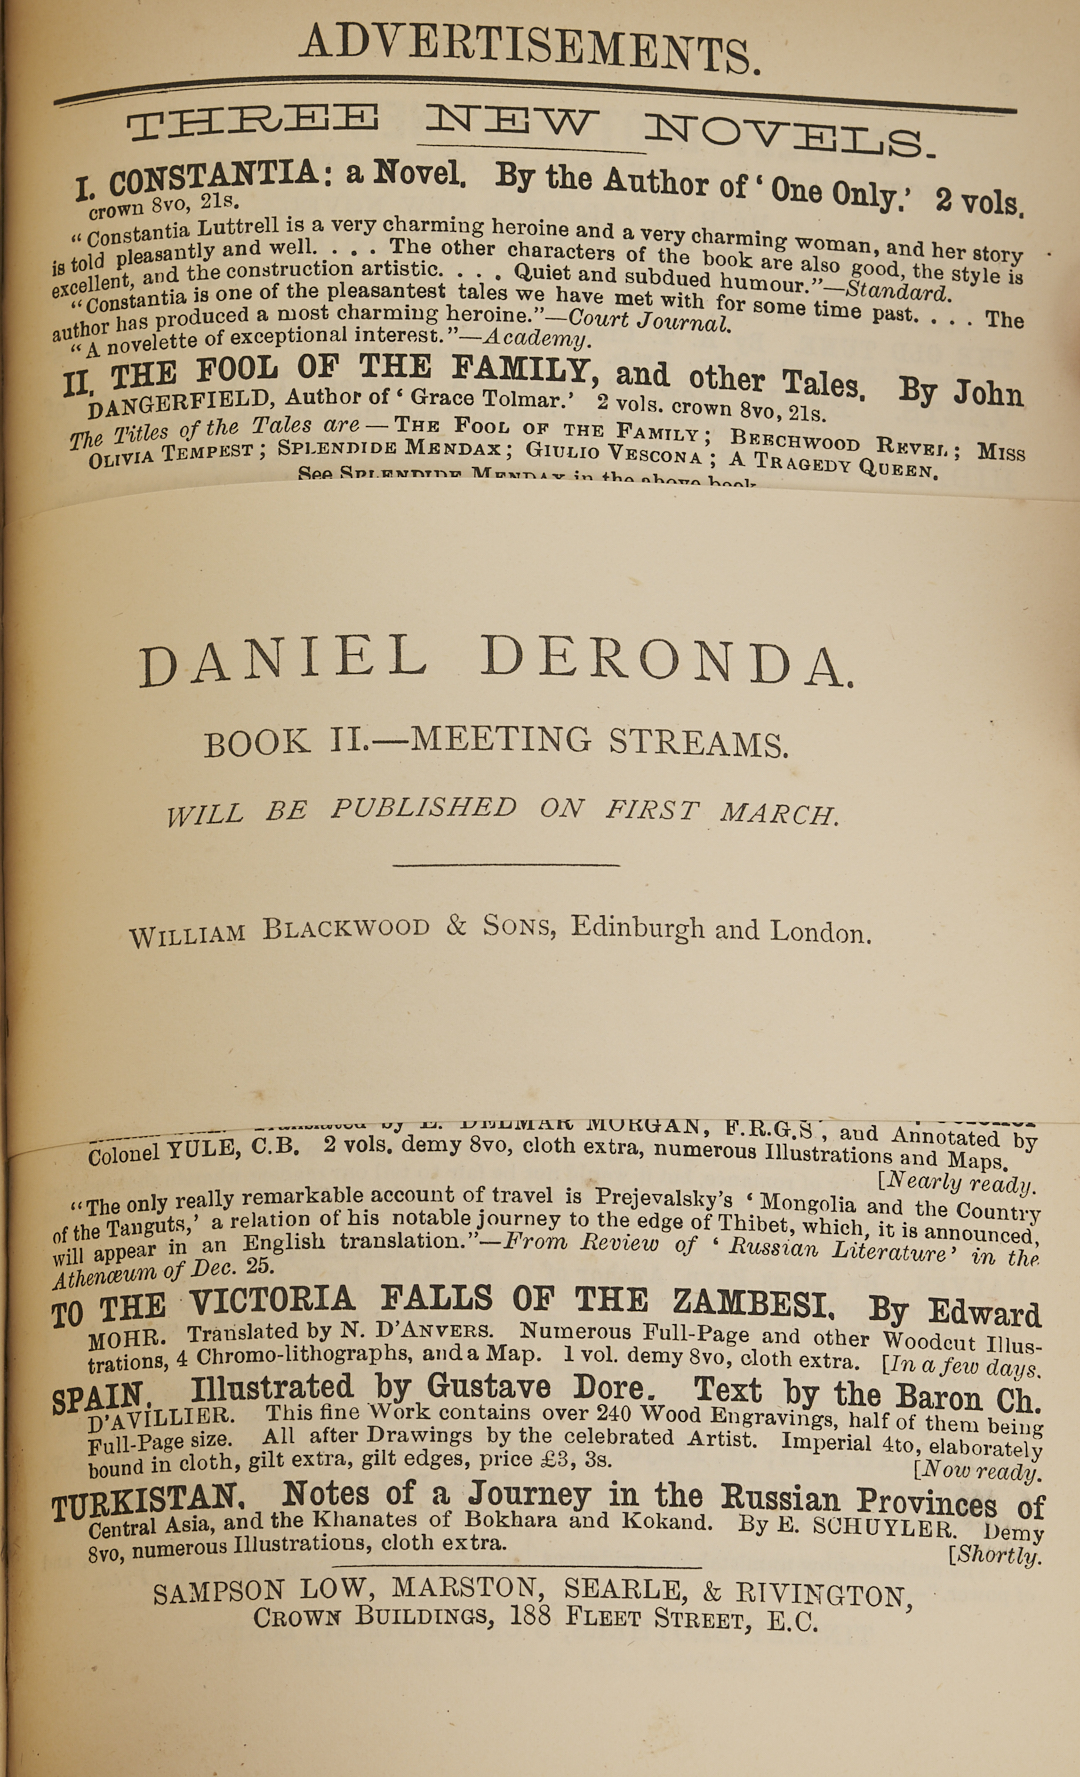 ADVERTISEMENTS.
THREE NEW NOVELS.
I. CONSTANTIA: a Novel. By the Author of ‘One Only.’ 2 vols.
crown 8vo, 21s.
“Constantia Luttrell is a very charming heroine and a very charming woman, and her story
is told pleasantly and well. . . . The other characters of the book are also good, the style is
excellent, and the construction artistic. . . . Quiet and subdued humour.”—Standard.
“Constantia is one of the pleasantest tales we have met with for some time past. . . . The
author has produced a most charming heroine.”—Court Journal.
“A novelette of exceptional interest.”—Academy.
II. THE FOOL OF THE FAMILY, and other Tales. By John
DANGERFIELD, Author of ‘Grace Tolmar.’ 2 vols. crown 8vo, 21s.
The Titles of the Tales are—THE FOOL OF THE FAMILY; BEECHWOOD REVEL; MISS
OLIVIA TEMPEST; SPLENDIDE MENDAX; GIULIO VESCONA; A TRAGEDY QUEEN.
See SPLENDIDE MENDAX in the above book
DANIEL DERONDA.
BOOK II.—MEETING STREAMS.
WILL BE PUBLISHED ON FIRST MARCH.
WILLIAM BLACKWOOD & SONS, Edinburgh and London.
Translated by E. DELMAR MORGAN, F.R.G.S., and Annotated by
Colonel YULE, C.B. 2 vols. demy 8vo, cloth extra, numerous Illustrations and Maps.
[Nearly ready.
“The only really remarkable account of travel is Prejevalsky’s ‘Mongolia and the Country
of the Tanguts,’ a relation of his notable journey to the edge of Thibet, which, it is announced,
will appear in an English translation.”—From Review of ‘Russian Literature’ in the
Athenæum of Dec. 25.
TO THE VICTORIA FALLS OF THE ZAMBESI. By Edward
MOHR. Translated by N. D’ANVERS. Numerous Full-Page and other Woodcut Illus-
trations, 4 Chromo-lithographs, and a Map. 1 vol. demy 8vo, cloth extra. [In a few days.
SPAIN. Illustrated by Gustave Dore. Text by the Baron Ch.
D’AVILLIER. This fine Work contains over 240 Wood Engravings, half of them being
Full-Page size. All after Drawings by the celebrated Artist. Imperial 4to, elaborately
bound in cloth, gilt extra, gilt edges, price £3, 3s. [Now ready.
TURKISTAN. Notes of a Journey in the Russian Provinces of
Central Asia, and the Khanates of Bokhara and Kokand. By E. SCHUYLER. Demy
8vo, numerous Illustrations, cloth extra. [Shortly.
SAMPSON LOW, MARSTON, SEARLE, & RIVINGTON,
CROWN BUILDINGS, 188 FLEET STREET, E.C.